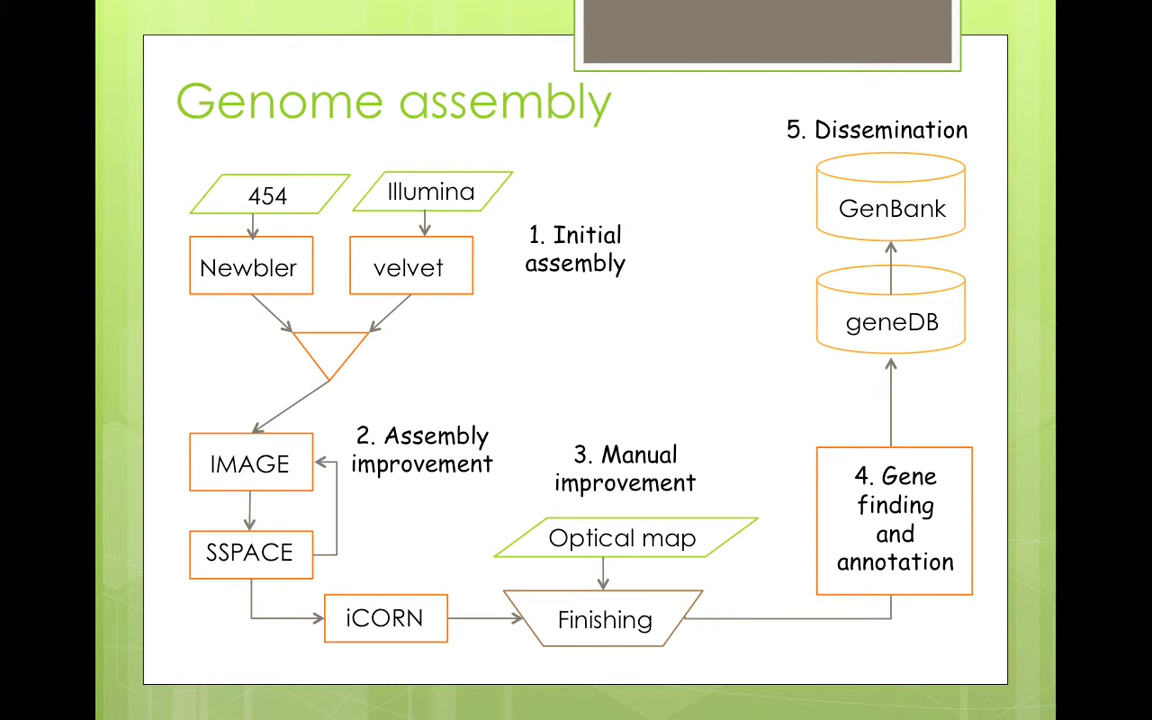 Genome assembly
5. Dissemination
454
Illumina
GenBank
1. Initial
assembly
Newbler
velvet
geneDB
2. Assembly
improvement
IMAGE
3. Manual
improvement
4. Gene
finding
and
annotation
Optical map
SSPACE
iCORN
Finishing